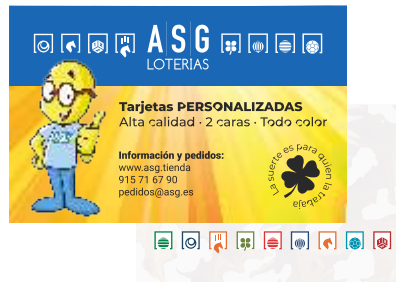 ASG
LOTERIAS
Tarjetas PERSONALIZADAS
Alta calidad · 2 caras · Todo color
Información y pedidos:
www.asg.tienda
915 71 67 90
pedidos@asg.es
La suerte es para quien la trabaja